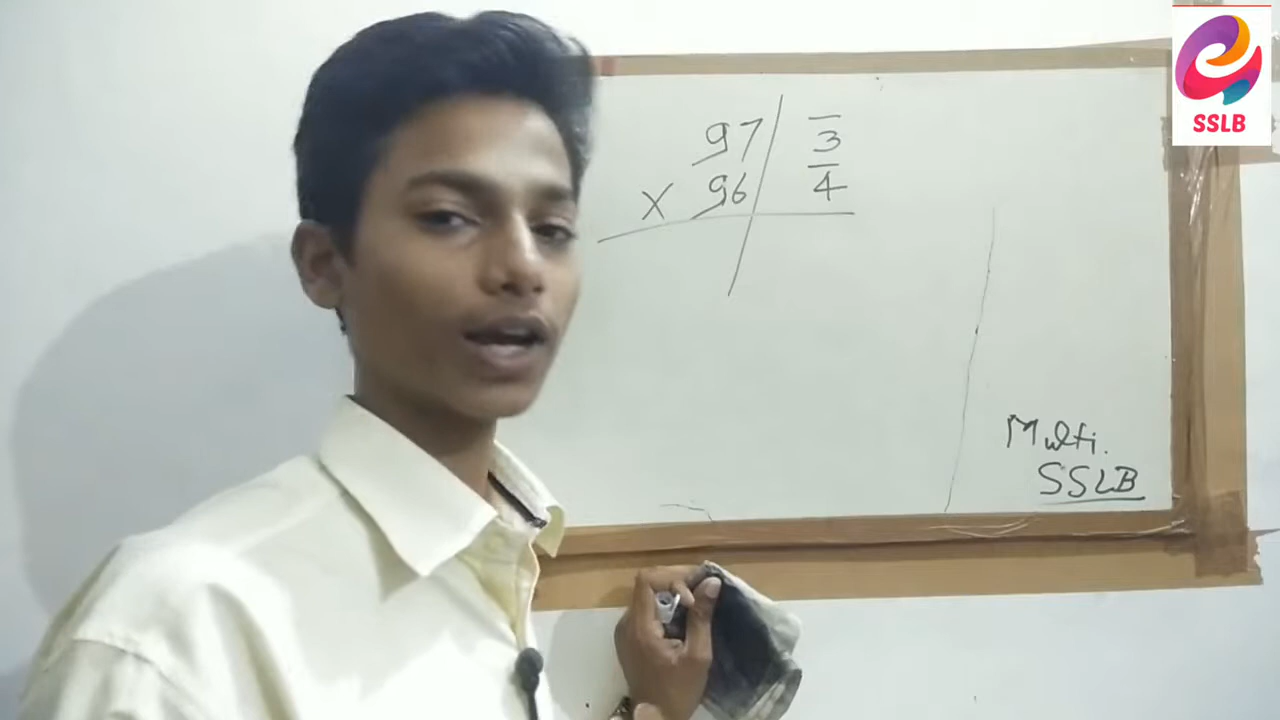 SSLB
97 3̅
× 96 4̅
Multi.
SSLB